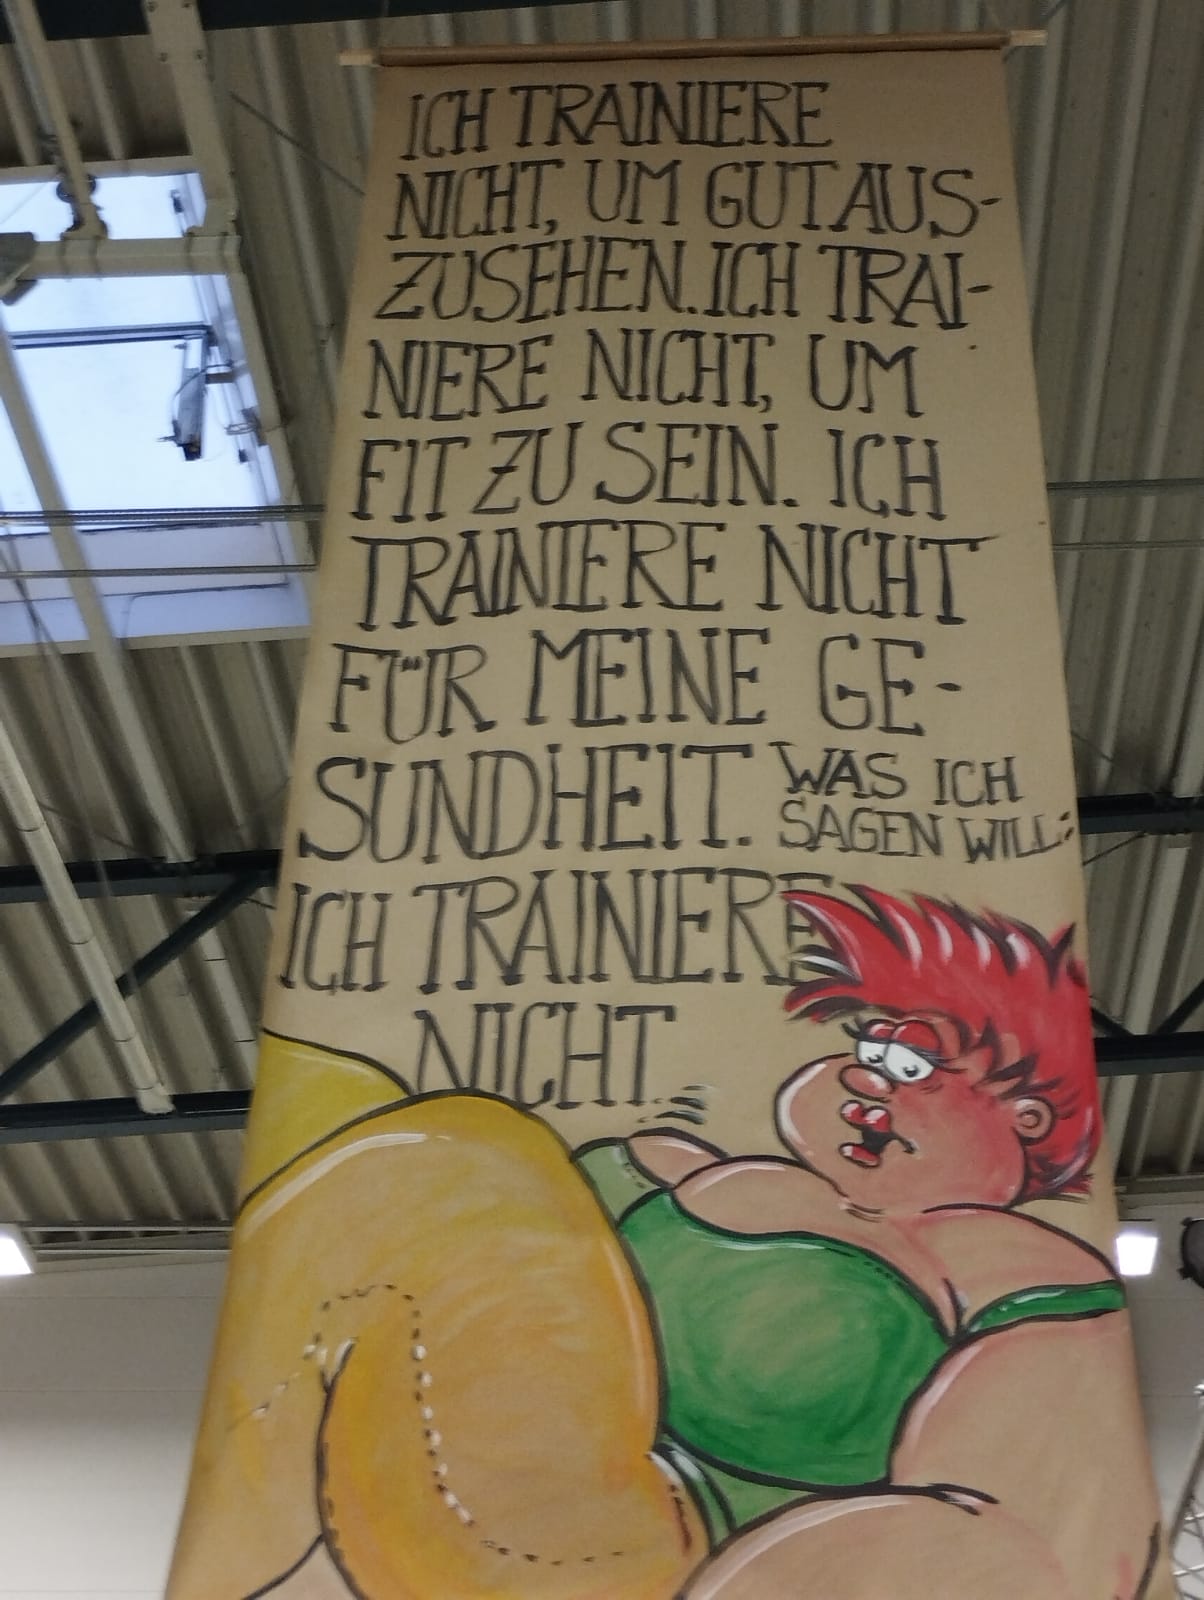 ICH TRAINIERE
NICHT, UM GUT AUS-
ZUSEHEN. ICH TRAI-
NIERE NICHT, UM
FIT ZU SEIN. ICH
TRAINIERE NICHT
FÜR MEINE GE-
SUNDHEIT. WAS ICH
SAGEN WILL:
ICH TRAINIERE
NICHT.